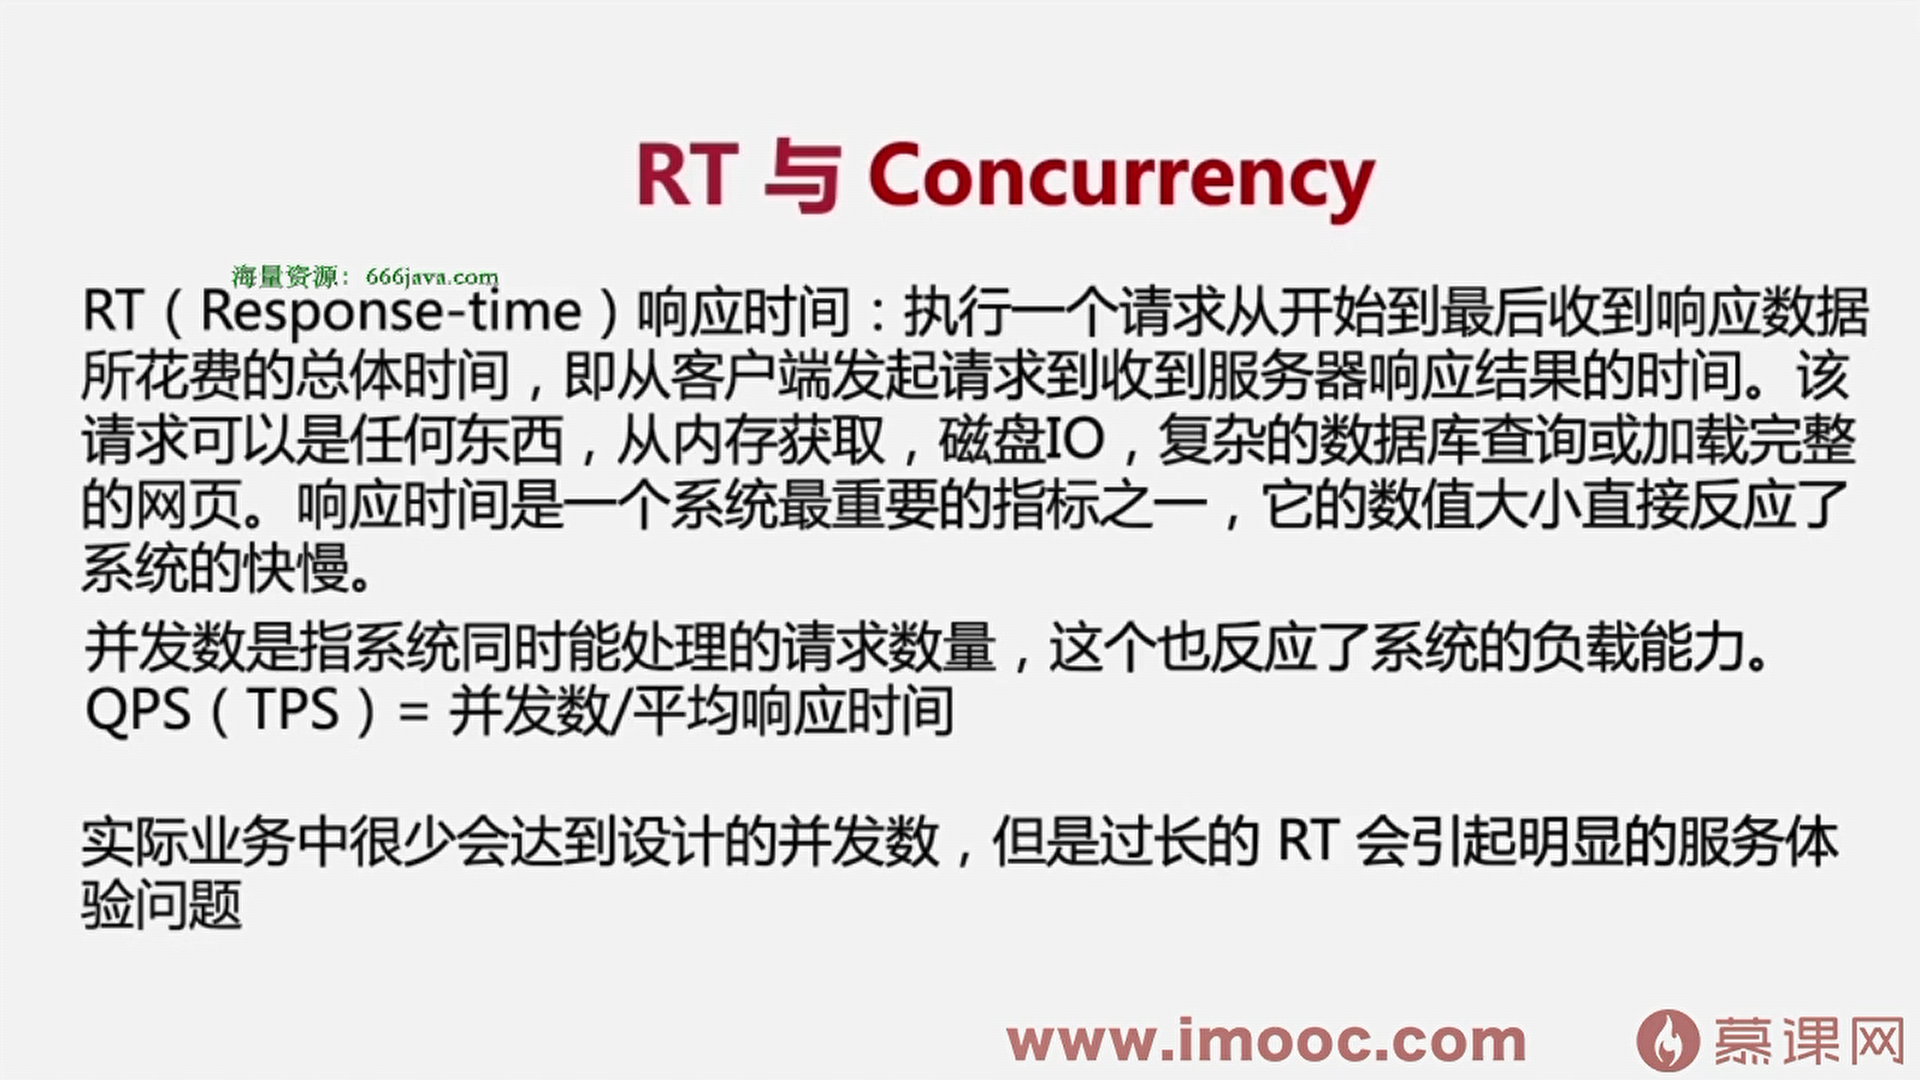 RT 与 Concurrency
海量资源：666java.com
RT（Response-time）响应时间：执行一个请求从开始到最后收到响应数据
所花费的总体时间，即从客户端发起请求到收到服务器响应结果的时间。该
请求可以是任何东西，从内存获取，磁盘IO，复杂的数据库查询或加载完整
的网页。响应时间是一个系统最重要的指标之一，它的数值大小直接反应了
系统的快慢。
并发数是指系统同时能处理的请求数量，这个也反应了系统的负载能力。
QPS（TPS）= 并发数/平均响应时间
实际业务中很少会达到设计的并发数，但是过长的 RT 会引起明显的服务体
验问题
www.imooc.com
慕课网